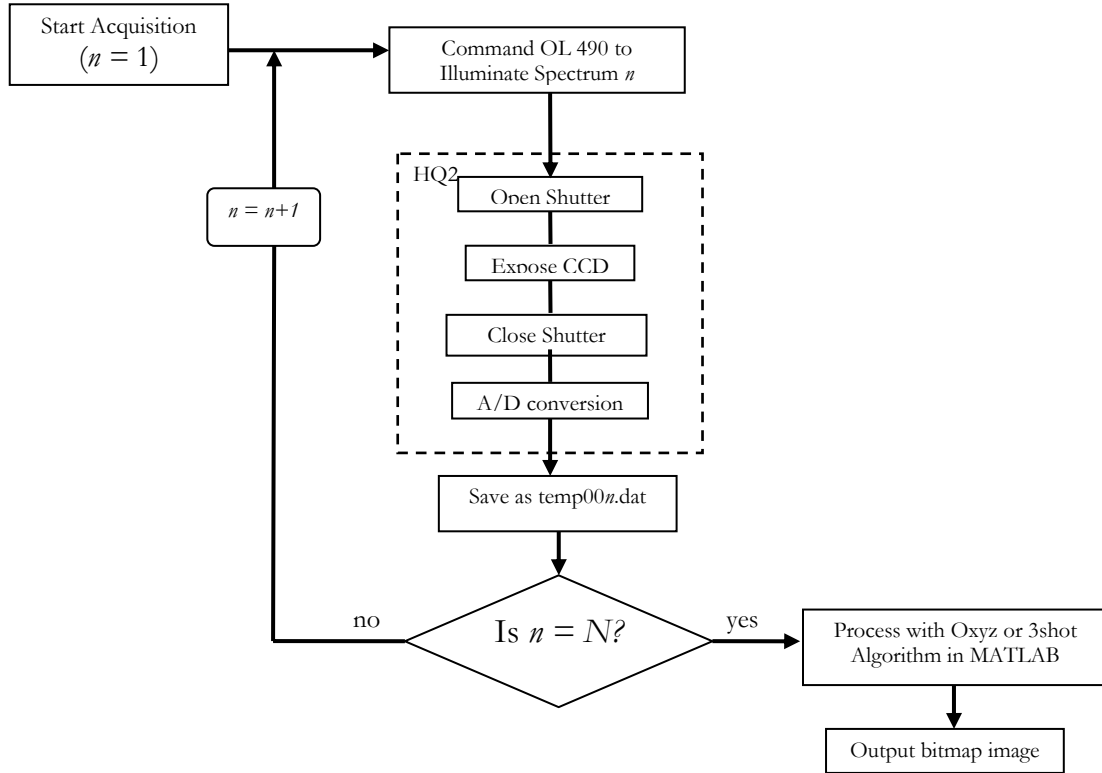 Start Acquisition
(n = 1)
Command OL 490 to
Illuminate Spectrum n
HQ2
Open Shutter
n = n+1
Expose CCD
Close Shutter
A/D conversion
Save as temp00n.dat
Is n = N?
no
yes
Process with Oxyz or 3shot
Algorithm in MATLAB
Output bitmap image